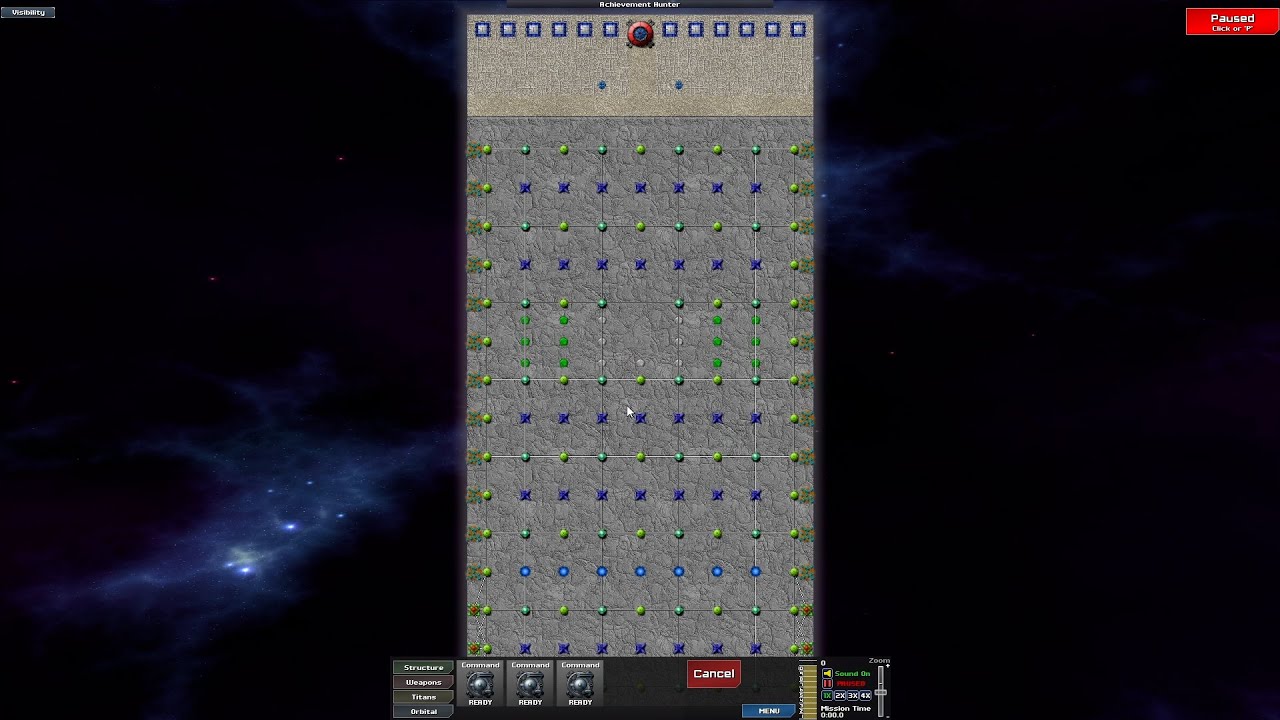 Achievement Hunter
Visibility
Paused
Click or 'P'
Structure
Weapons
Titans
Orbital
Command
READY
Command
READY
Command
READY
Cancel
MENU
0
Sound On
PAUSED
1X 2X 3X 4X
Mission Time
0:00.0
Zoom